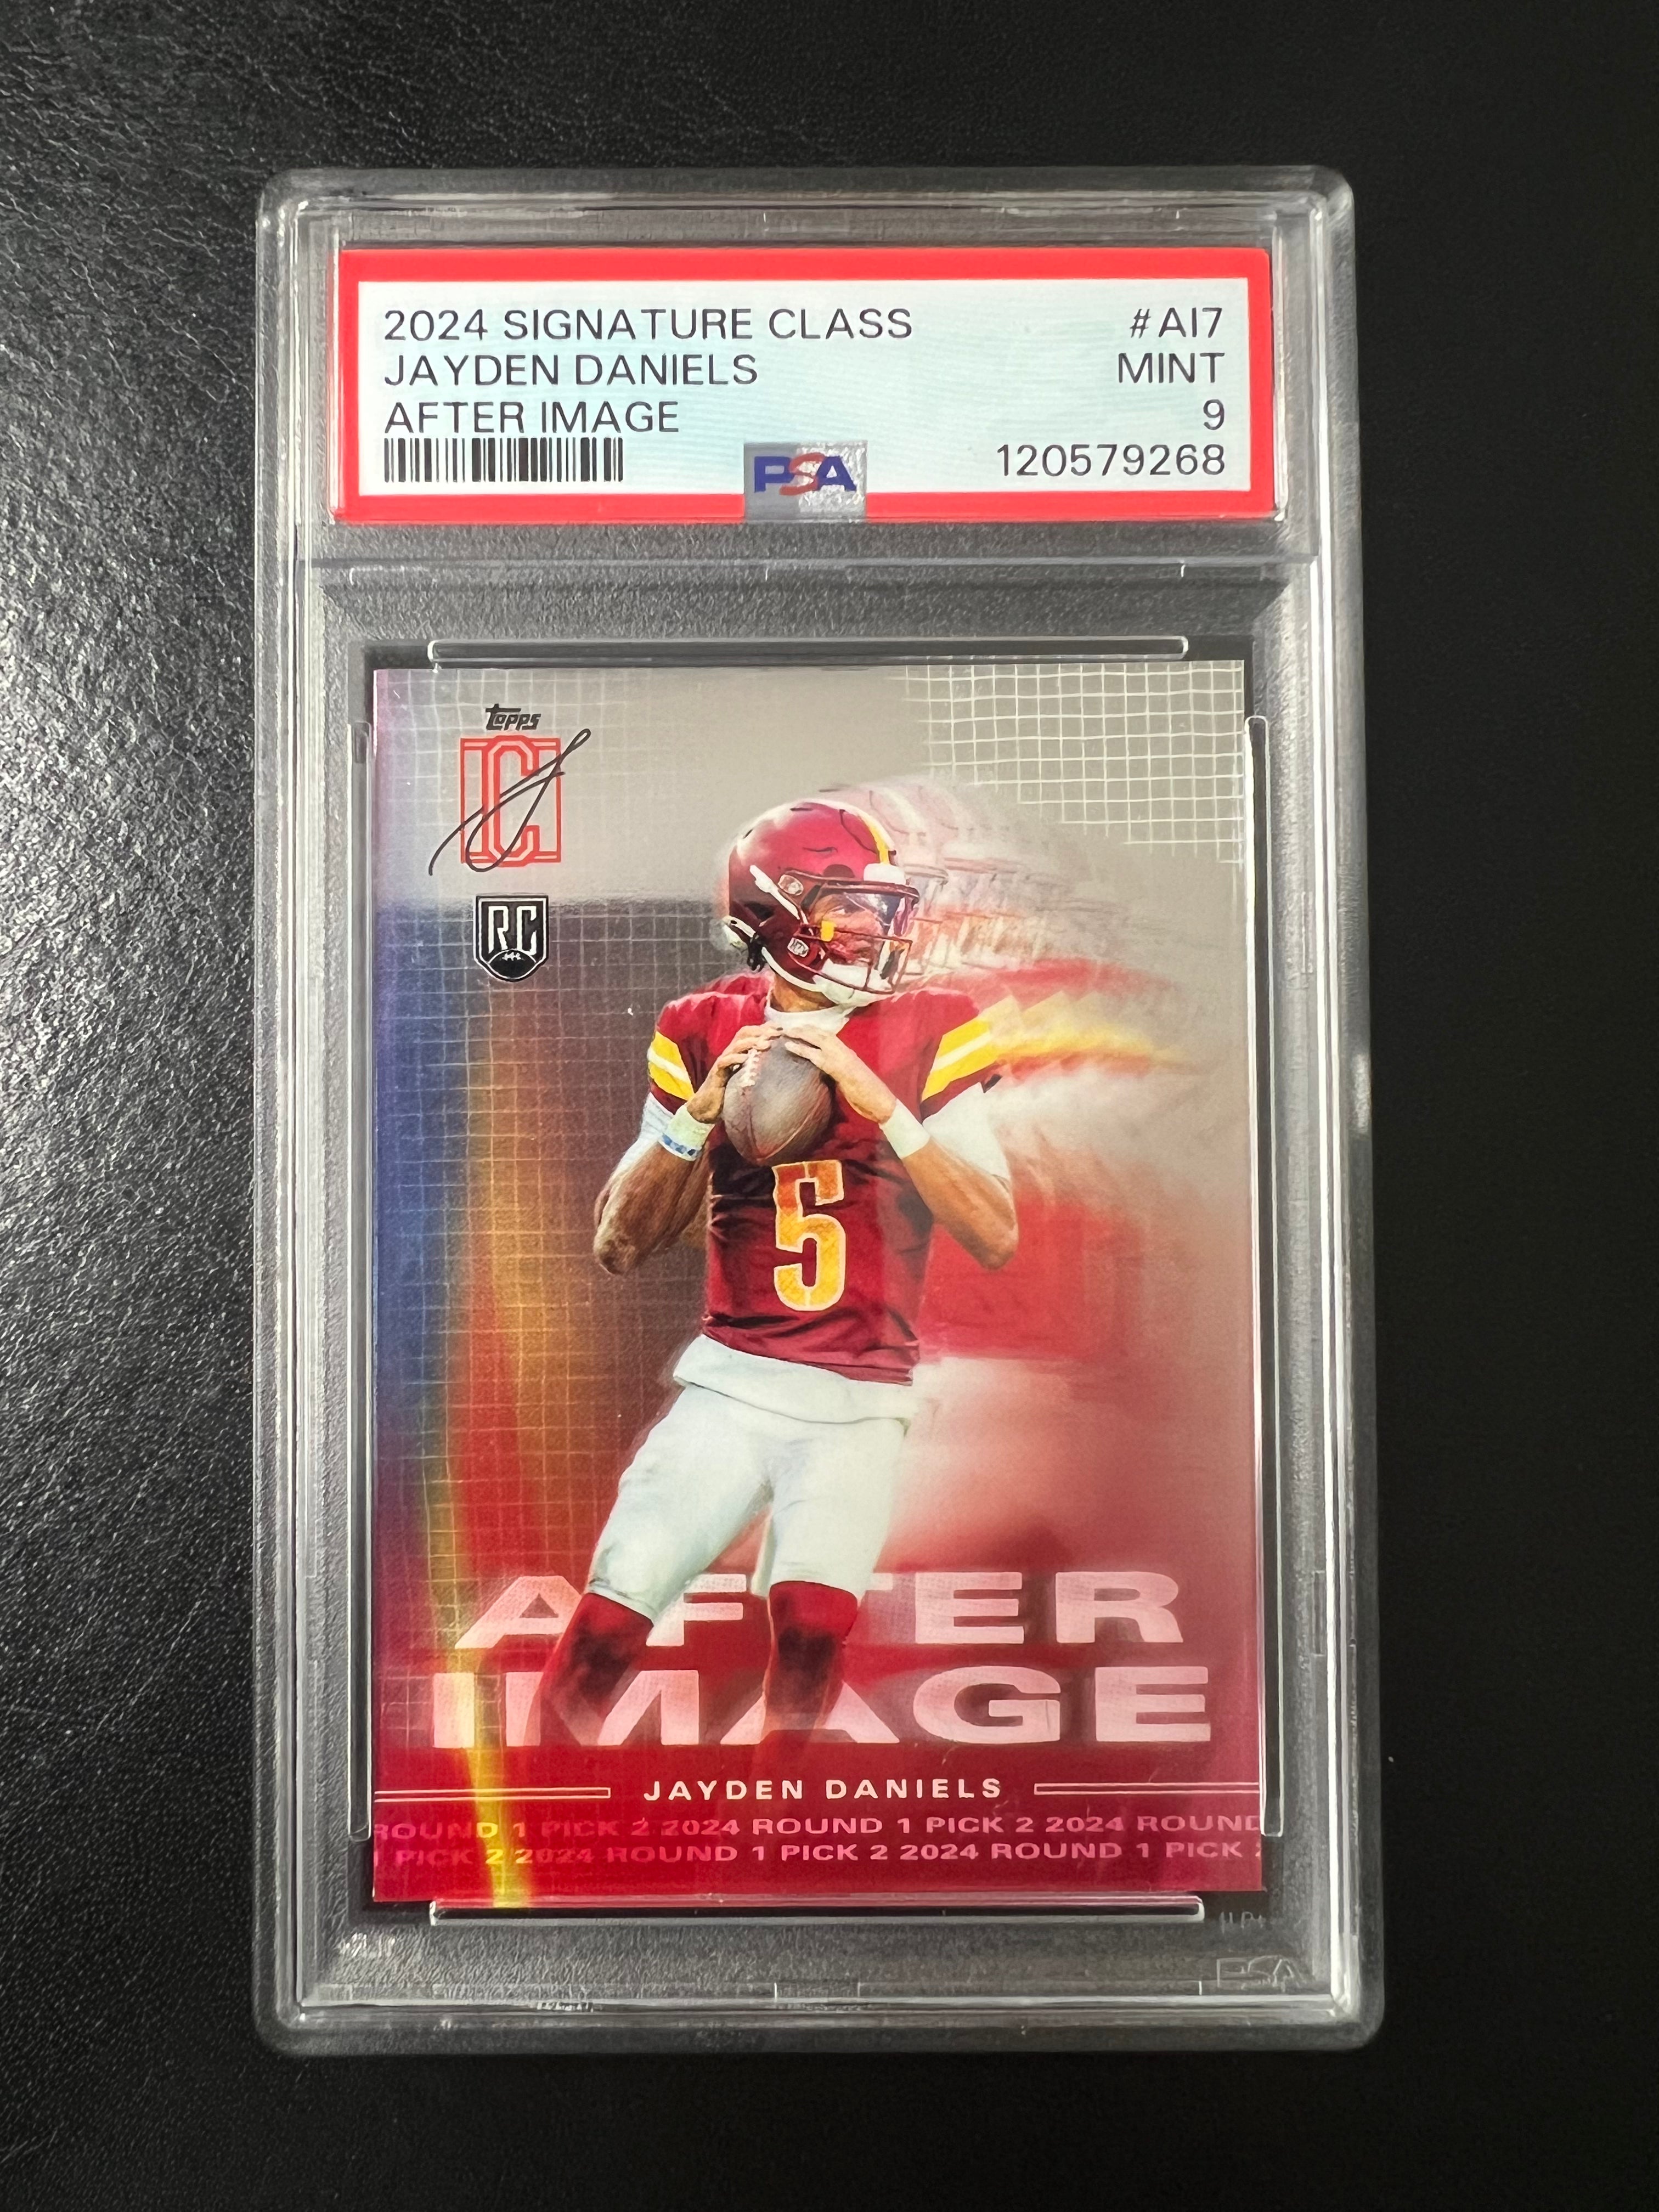 2024 SIGNATURE CLASS #AI7
JAYDEN DANIELS MINT
AFTER IMAGE 9
PSA 120579268
Topps
C
RC
5
AFTER
IMAGE
JAYDEN DANIELS
ROUND 1 PICK 2 2024 ROUND 1 PICK 2 2024 ROUND
PICK 2 2024 ROUND 1 PICK 2 2024 ROUND 1 PICK
PSA